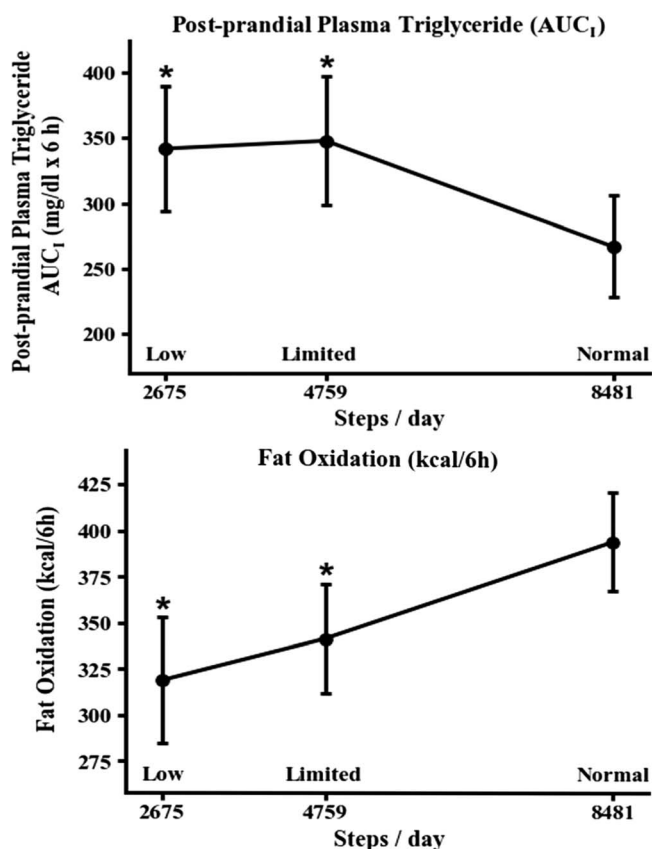 Post-prandial Plasma Triglyceride (AUC_I)
Post-prandial Plasma Triglyceride
AUC_I (mg/dl x 6 h)
400
350
300
250
200
*
*
Low
Limited
Normal
2675
4759
8481
Steps / day
Fat Oxidation (kcal/6h)
Fat Oxidation (kcal/6h)
425
400
375
350
325
300
275
*
*
Low
Limited
Normal
2675
4759
8481
Steps / day